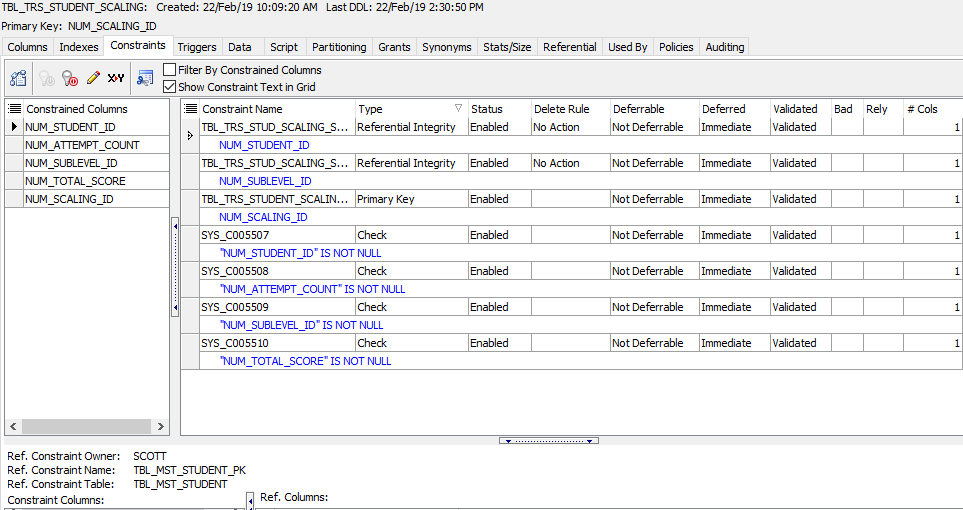 TBL_TRS_STUDENT_SCALING: Created: 22/Feb/19 10:09:20 AM Last DDL: 22/Feb/19 2:30:50 PM
Primary Key: NUM_SCALING_ID
Columns Indexes Constraints Triggers Data Script Partitioning Grants Synonyms Stats/Size Referential Used By Policies Auditing
X=Y
Filter By Constrained Columns
Show Constraint Text in Grid
Constrained Columns
NUM_STUDENT_ID
NUM_ATTEMPT_COUNT
NUM_SUBLEVEL_ID
NUM_TOTAL_SCORE
NUM_SCALING_ID
Constraint Name Type Status Delete Rule Deferrable Deferred Validated Bad Rely # Cols
TBL_TRS_STUD_SCALING_S... Referential Integrity Enabled No Action Not Deferrable Immediate Validated 1
NUM_STUDENT_ID
TBL_TRS_STUD_SCALING_S... Referential Integrity Enabled No Action Not Deferrable Immediate Validated 1
NUM_SUBLEVEL_ID
TBL_TRS_STUDENT_SCALIN... Primary Key Enabled Not Deferrable Immediate Validated 1
NUM_SCALING_ID
SYS_C005507 Check Enabled Not Deferrable Immediate Validated 1
"NUM_STUDENT_ID" IS NOT NULL
SYS_C005508 Check Enabled Not Deferrable Immediate Validated 1
"NUM_ATTEMPT_COUNT" IS NOT NULL
SYS_C005509 Check Enabled Not Deferrable Immediate Validated 1
"NUM_SUBLEVEL_ID" IS NOT NULL
SYS_C005510 Check Enabled Not Deferrable Immediate Validated 1
"NUM_TOTAL_SCORE" IS NOT NULL
Ref. Constraint Owner: SCOTT
Ref. Constraint Name: TBL_MST_STUDENT_PK
Ref. Constraint Table: TBL_MST_STUDENT
Constraint Columns: Ref. Columns: